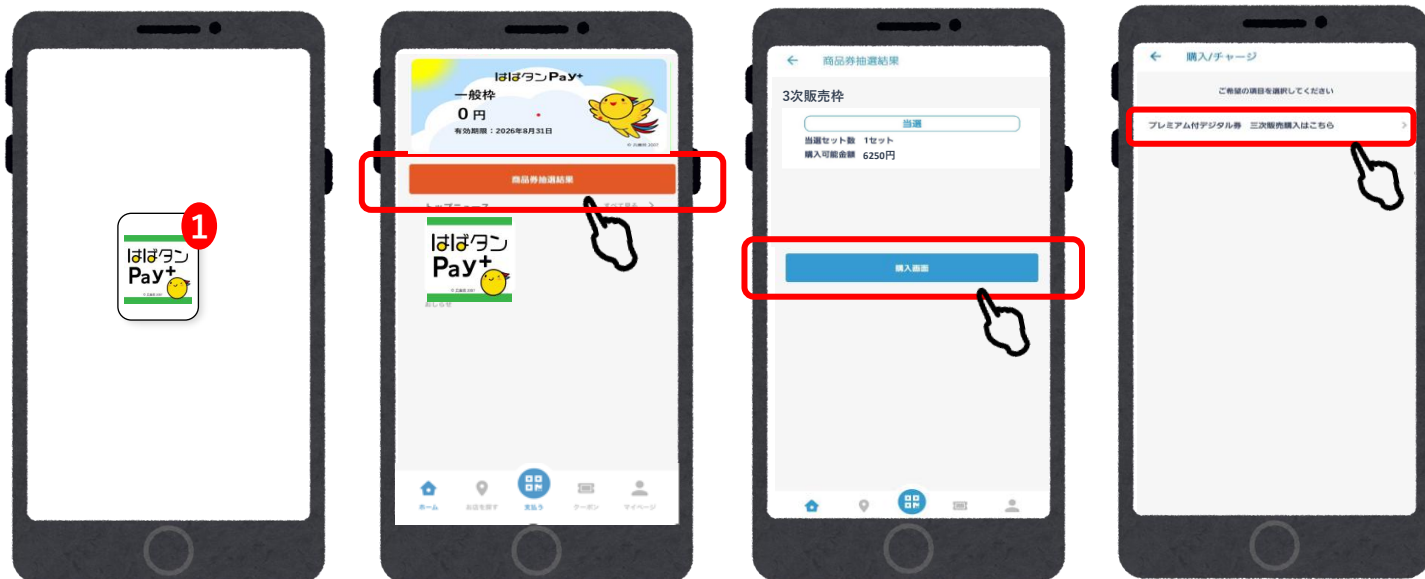 1
はばタン
Pay+
はばタンPay+
一般枠
0 円
有効期限:2026年8月31日
商品券抽選結果
トップニュース
すべて見る >
はばタン
Pay+
おしらせ
ホーム
お店を探す
支払う
クーポン
マイページ
← 商品券抽選結果
3次販売枠
当選
当選セット数 1セット
購入可能金額 6250円
購入画面
← 購入/チャージ
ご希望の項目を選択してください
プレミアム付デジタル券 三次販売購入はこちら >